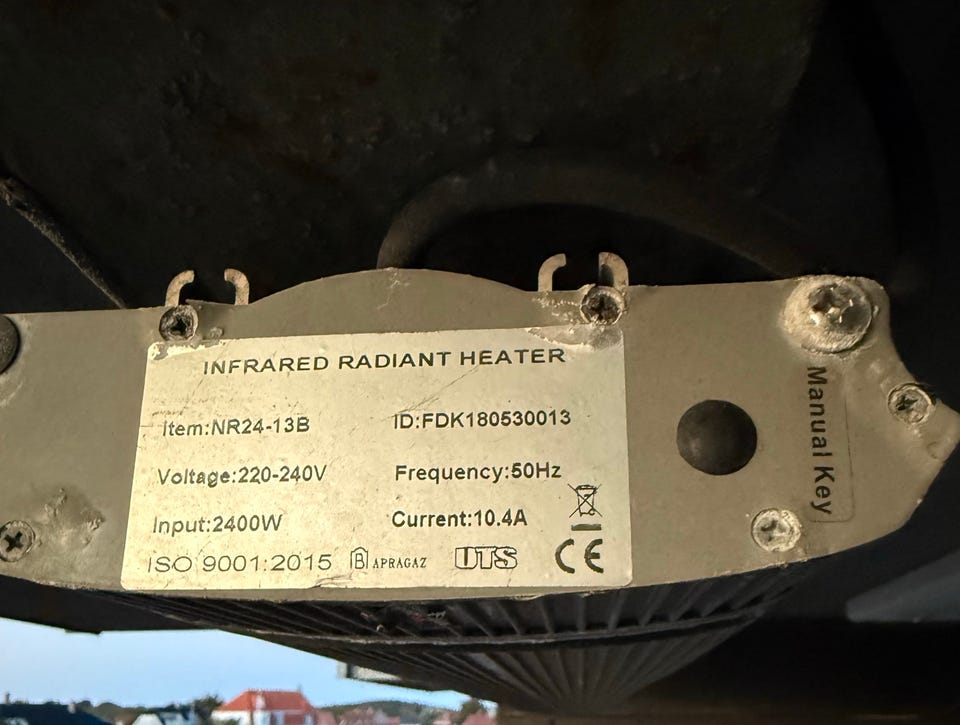 INFRARED RADIANT HEATER
Item:NR24-13B ID:FDK180530013
Voltage:220-240V Frequency:50Hz
Input:2400W Current:10.4A
ISO 9001:2015 B APRAGAZ UTS CE
Manual Key